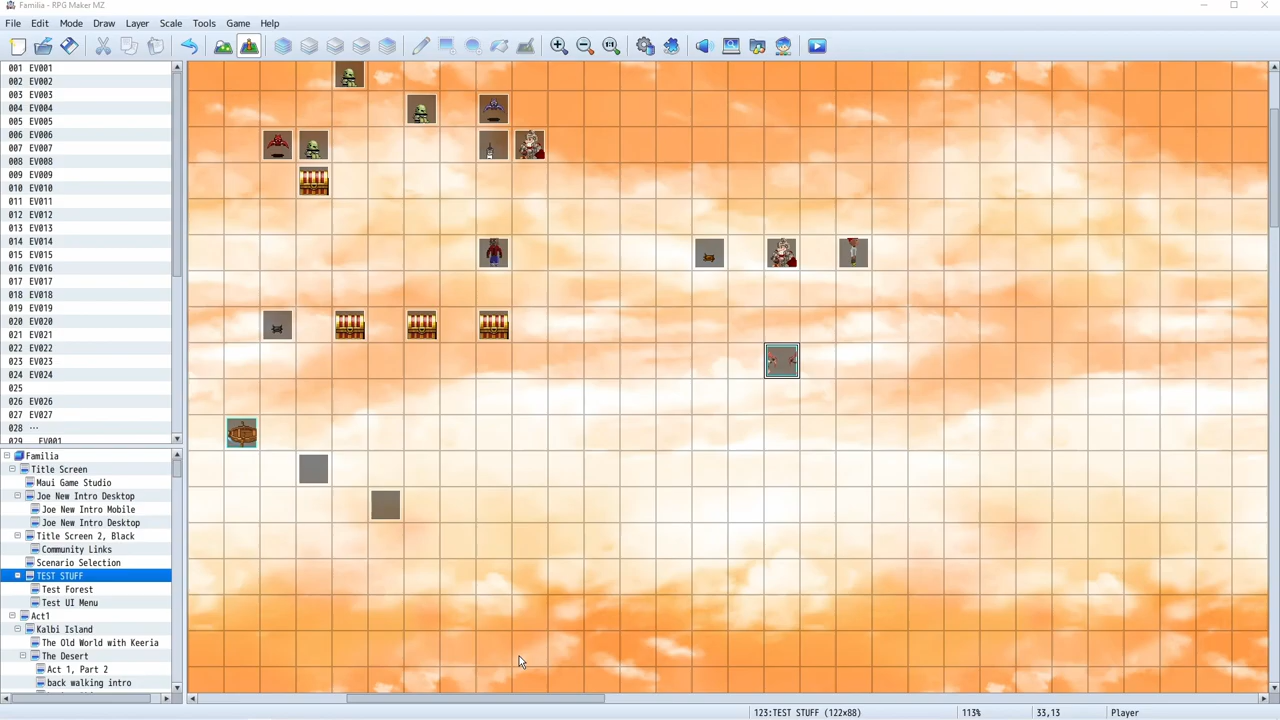 Familia - RPG Maker MZ
File Edit Mode Draw Layer Scale Tools Game Help
001 EV001
002 EV002
003 EV003
004 EV004
005 EV005
006 EV006
007 EV007
008 EV008
009 EV009
010 EV010
011 EV011
012 EV012
013 EV013
014 EV014
015 EV015
016 EV016
017 EV017
018 EV018
019 EV019
020 EV020
021 EV021
022 EV022
023 EV023
024 EV024
025
026 EV026
027 EV027
028 ...
029 EV001
Familia
Title Screen
Maui Game Studio
Joe New Intro Desktop
Joe New Intro Mobile
Joe New Intro Desktop
Title Screen 2, Black
Community Links
Scenario Selection
TEST STUFF
Test Forest
Test UI Menu
Act1
Kalbi Island
The Old World with Keeria
The Desert
Act 1, Part 2
back walking intro
123:TEST STUFF (122x88) 113% 33,13 Player